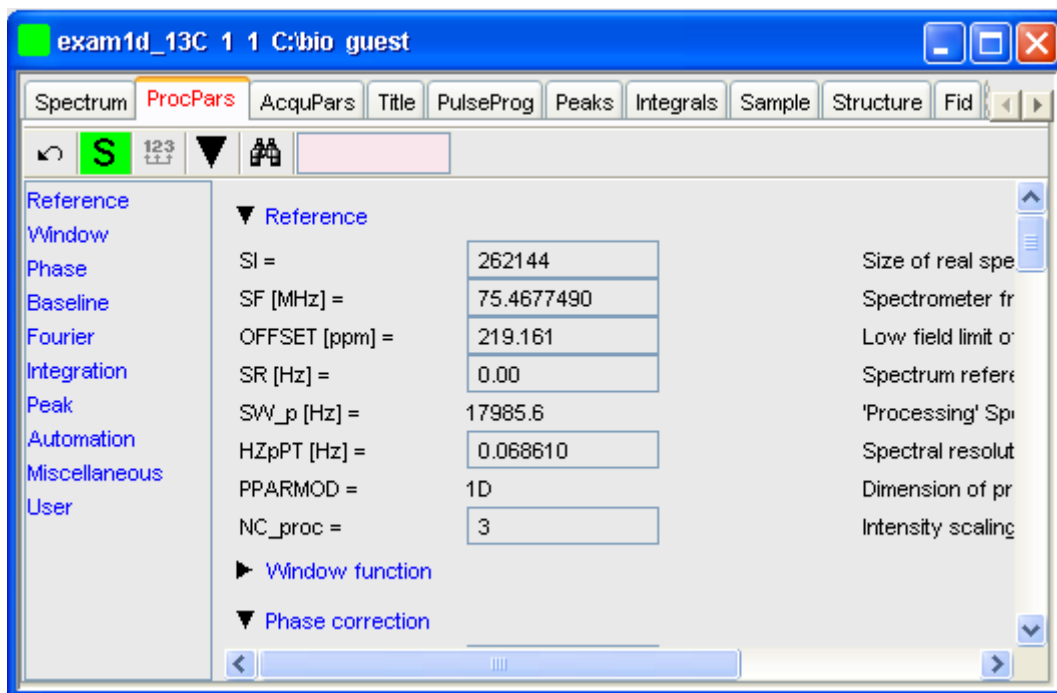 exam1d_13C 1 1 C:\bio guest
Spectrum ProcPars AcquPars Title PulseProg Peaks Integrals Sample Structure Fid
S 123
Reference
Window
Phase
Baseline
Fourier
Integration
Peak
Automation
Miscellaneous
User
Reference
SI = 262144 Size of real spe
SF [MHz] = 75.4677490 Spectrometer fr
OFFSET [ppm] = 219.161 Low field limit o
SR [Hz] = 0.00 Spectrum refere
SW_p [Hz] = 17985.6 'Processing' Sp
HZpPT [Hz] = 0.068610 Spectral resolut
PPARMOD = 1D Dimension of pr
NC_proc = 3 Intensity scaling
Window function
Phase correction